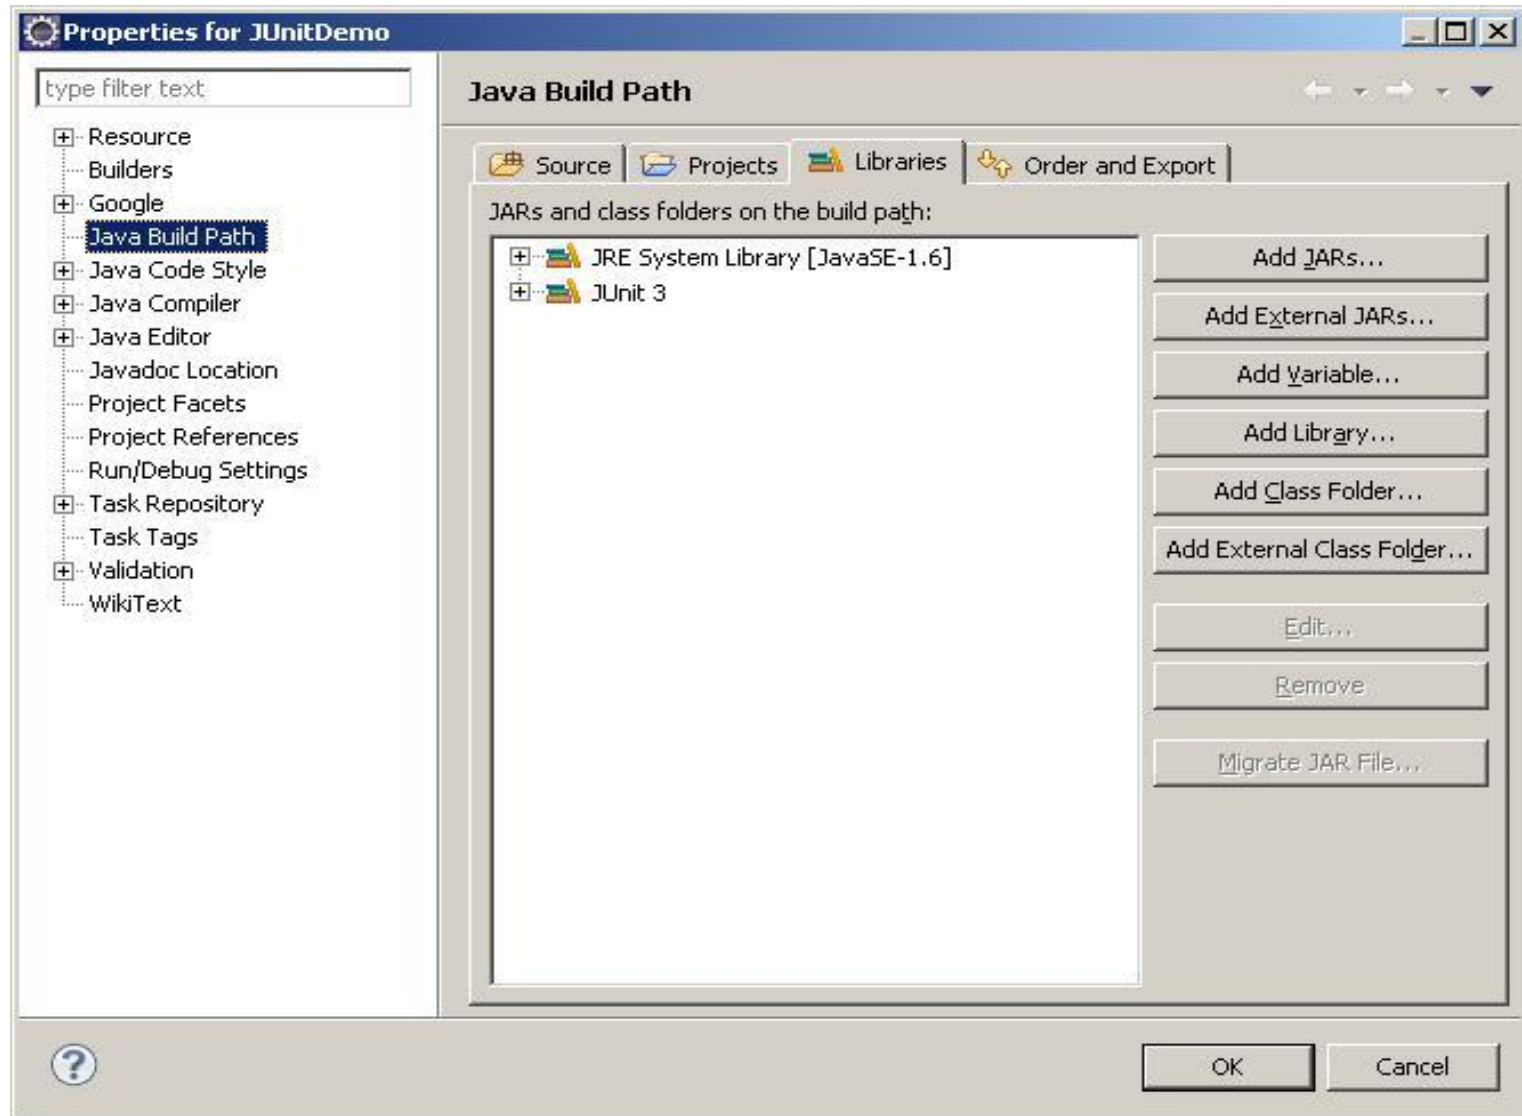 Properties for JUnitDemo
type filter text
Resource
Builders
Google
Java Build Path
Java Code Style
Java Compiler
Java Editor
Javadoc Location
Project Facets
Project References
Run/Debug Settings
Task Repository
Task Tags
Validation
WikiText
Java Build Path
Source Projects Libraries Order and Export
JARs and class folders on the build path:
JRE System Library [JavaSE-1.6]
JUnit 3
Add JARs...
Add External JARs...
Add Variable...
Add Library...
Add Class Folder...
Add External Class Folder...
Edit...
Remove
Migrate JAR File...
?
OK Cancel